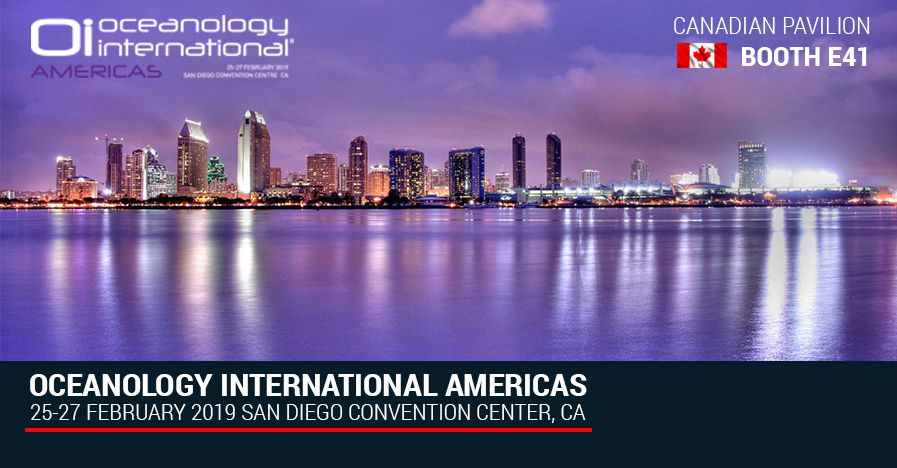 Oi oceanology
international®
AMERICAS
25-27 FEBRUARY 2019
SAN DIEGO CONVENTION CENTRE, CA
CANADIAN PAVILION
BOOTH E41
OCEANOLOGY INTERNATIONAL AMERICAS
25-27 FEBRUARY 2019 SAN DIEGO CONVENTION CENTER, CA